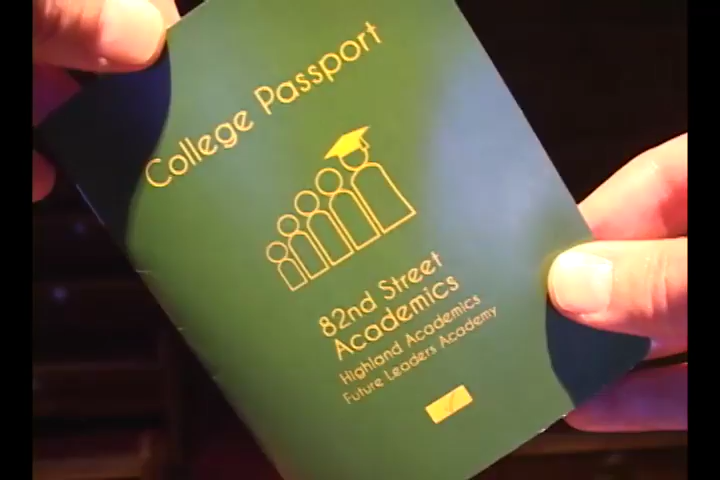 College Passport
82nd Street
Academics
Highland Academics
Future Leaders Academy